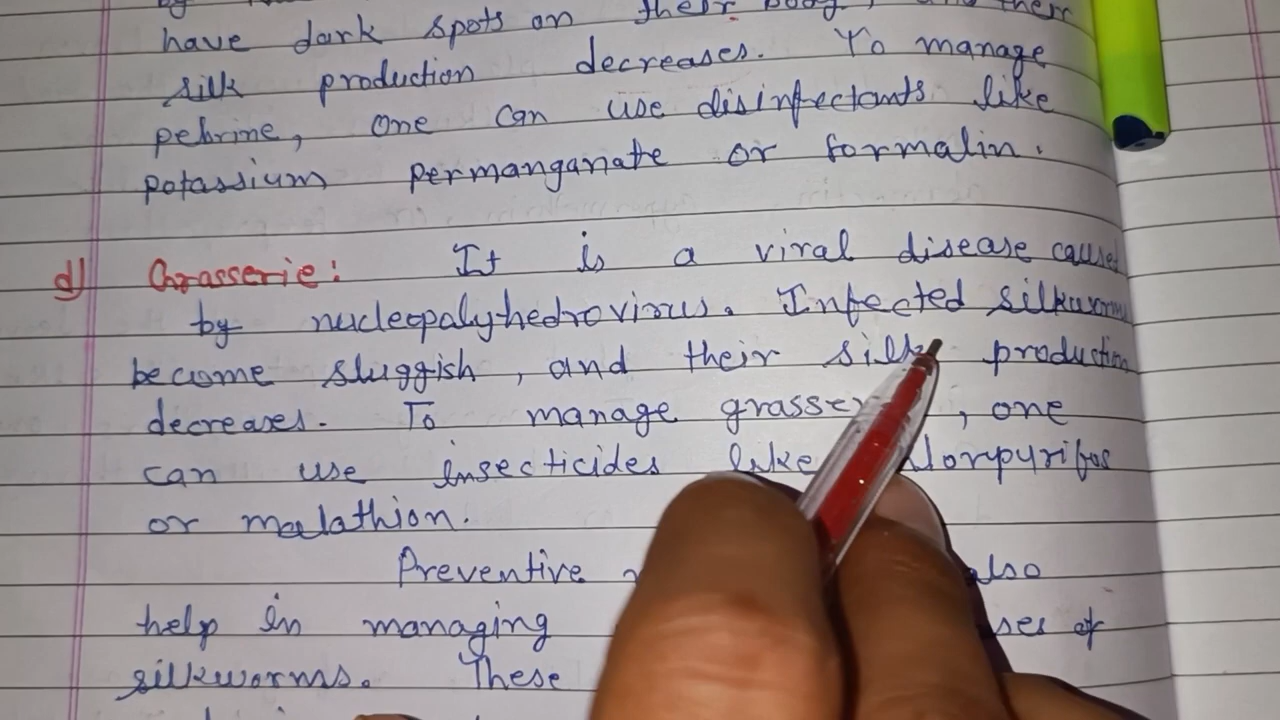 have dark spots on their body, and their
silk production decreases. To manage
pebrine, one can use disinfectants like
potassium permanganate or formalin.
d) Grasserie: It is a viral disease caused
by nucleopalyhedrovirus. Infected silkworms
become sluggish, and their silk production
decreases. To manage one
can use insecticides like
or malathion.
Preventive also
help in managing of
silkworms. These